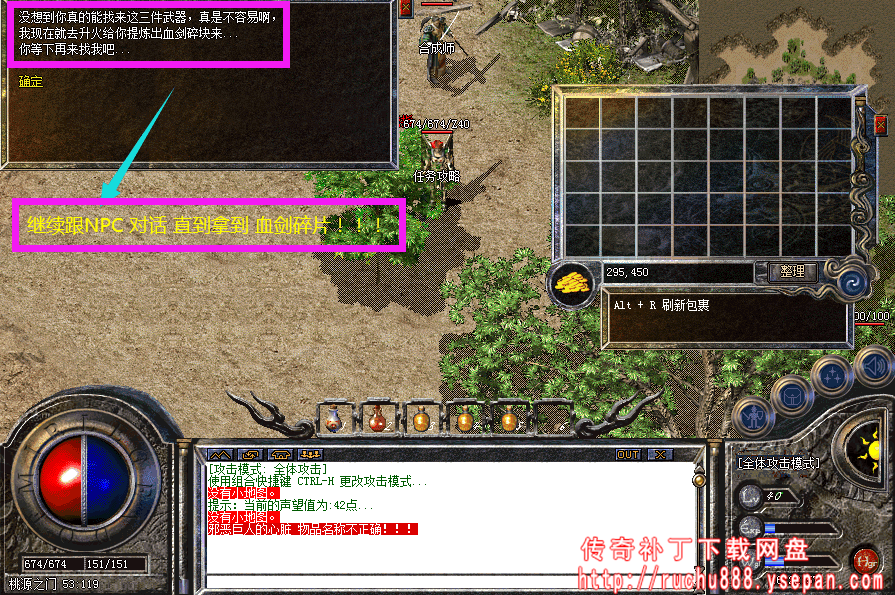 没想到你真的能找来这三件武器，真是不容易啊，
我现在就去升火给你提炼出血剑碎块来...
你等下再来找我吧...
确定
合成师
674/674/Z40
任务攻略
继续跟NPC 对话 直到拿到 血剑碎片！！！
295,450
整理
Alt + R 刷新包裹
00/100
OUT
[攻击模式: 全体攻击]
使用组合快捷键 CTRL-H 更改攻击模式...
没有小地图。
提示: 当前的声望值为:42点...
没有小地图。
邪恶巨人的心脏 物品名称不正确！！！
[全体攻击模式]
Lv 40
Exp
674/674
151/151
桃源之门 53:119
传奇补丁下载网盘
http://ruchu888.ysepan.com